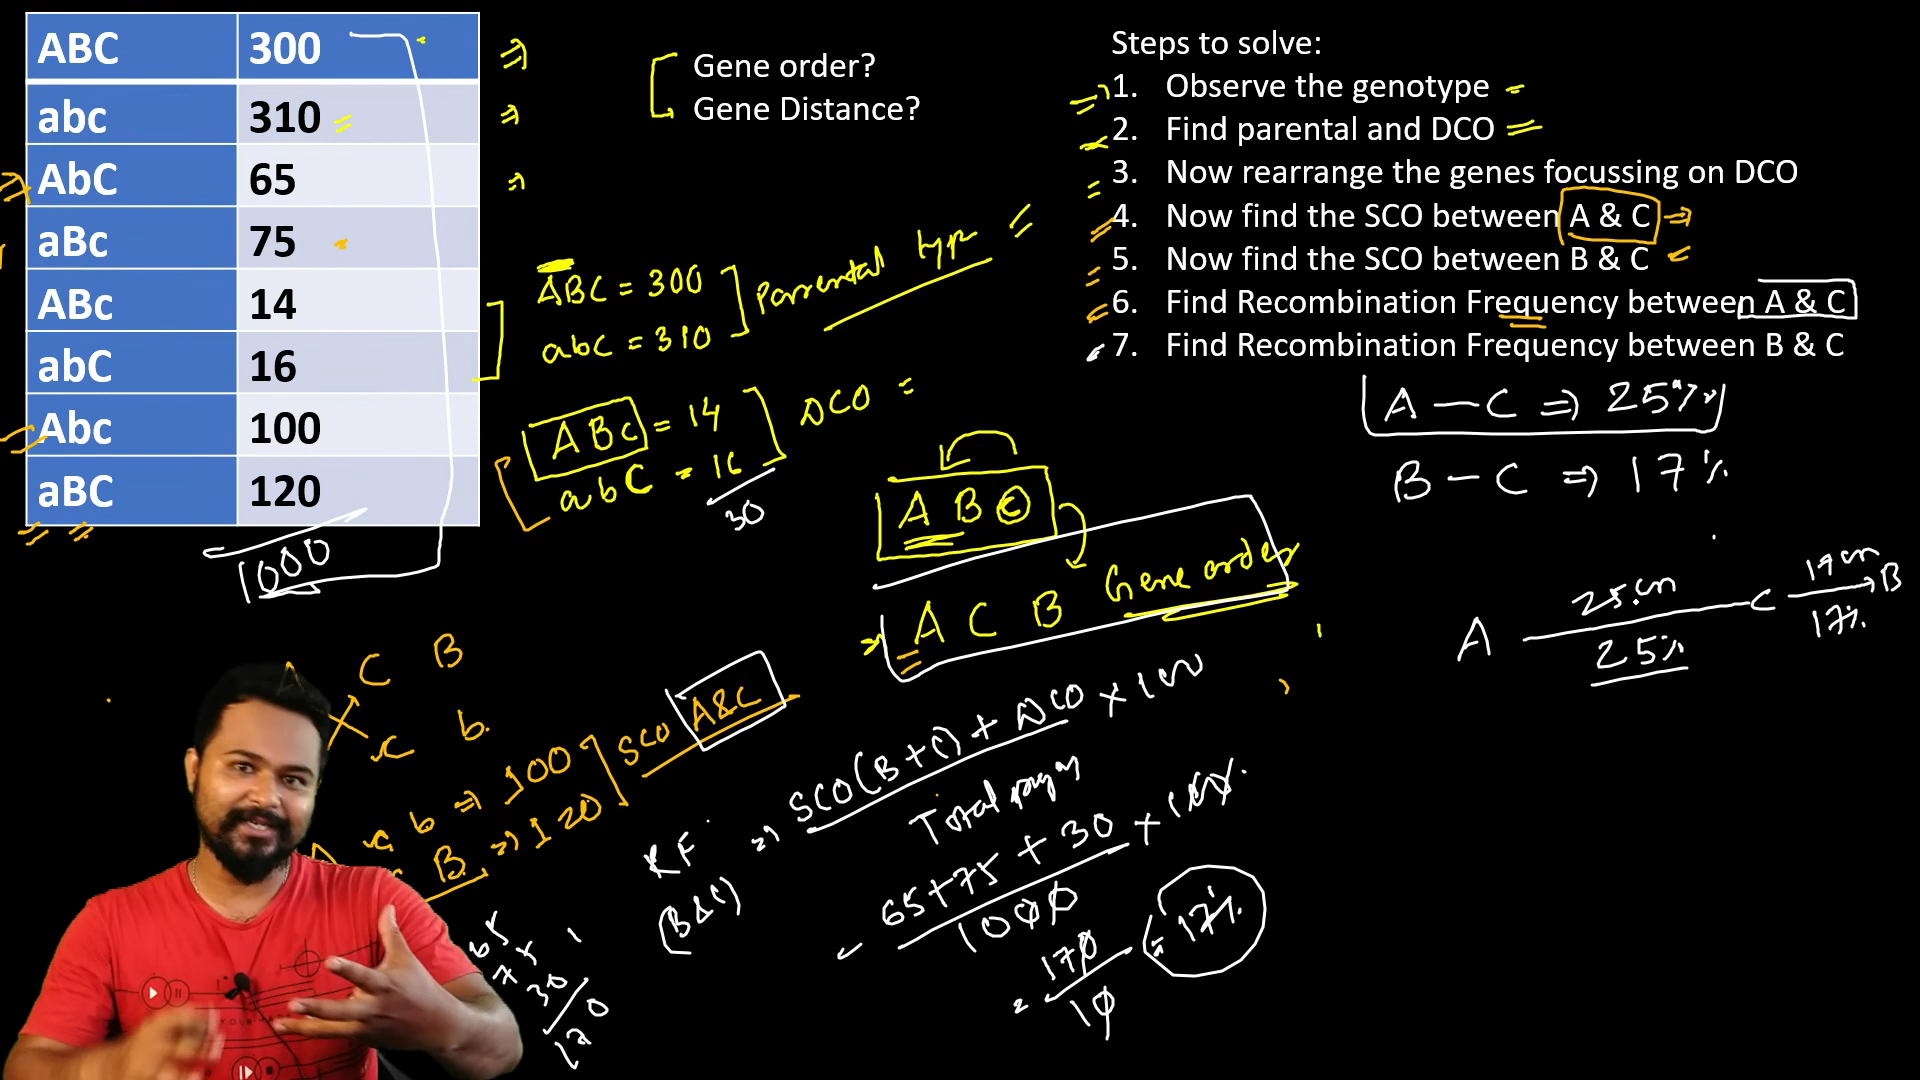 ABC 300
abc 310
AbC 65
aBc 75
ABc 14
abC 16
Abc 100
aBC 120
1000
Gene order?
Gene Distance?
ABC = 300
abc = 310
Parental type
ABc = 14
abC = 16
30
DCO =
A B C
A C B Gene order
Steps to solve:
1. Observe the genotype
2. Find parental and DCO
3. Now rearrange the genes focussing on DCO
4. Now find the SCO between A & C
5. Now find the SCO between B & C
6. Find Recombination Frequency between A & C
7. Find Recombination Frequency between B & C
A — C ⇒ 25%
B — C ⇒ 17%
A 25 cm C 17 cm B
25% 17%
A C B
c b
c b ⇒ 100
B ⇒ 120
SCO A&C
RF (B&C) ⇒ SCO(B+C) + DCO × 100
Total
= 65+75 + 30 × 100
1000
= 170
10
= 17%
65
75
30